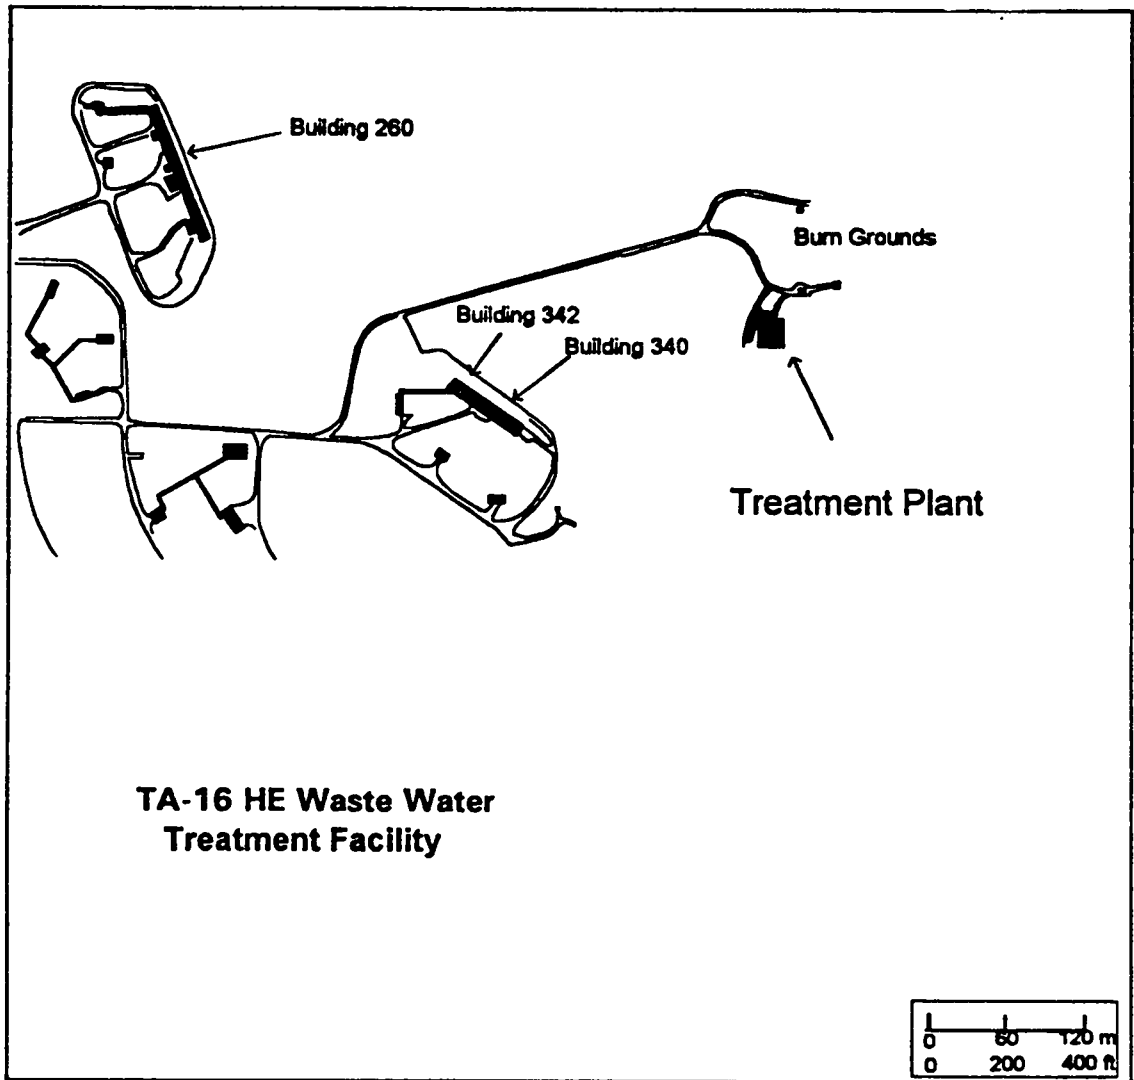 Building 260
Burn Grounds
Building 342
Building 340
Treatment Plant
TA-16 HE Waste Water
Treatment Facility
0 60 120 m
0 200 400 ft